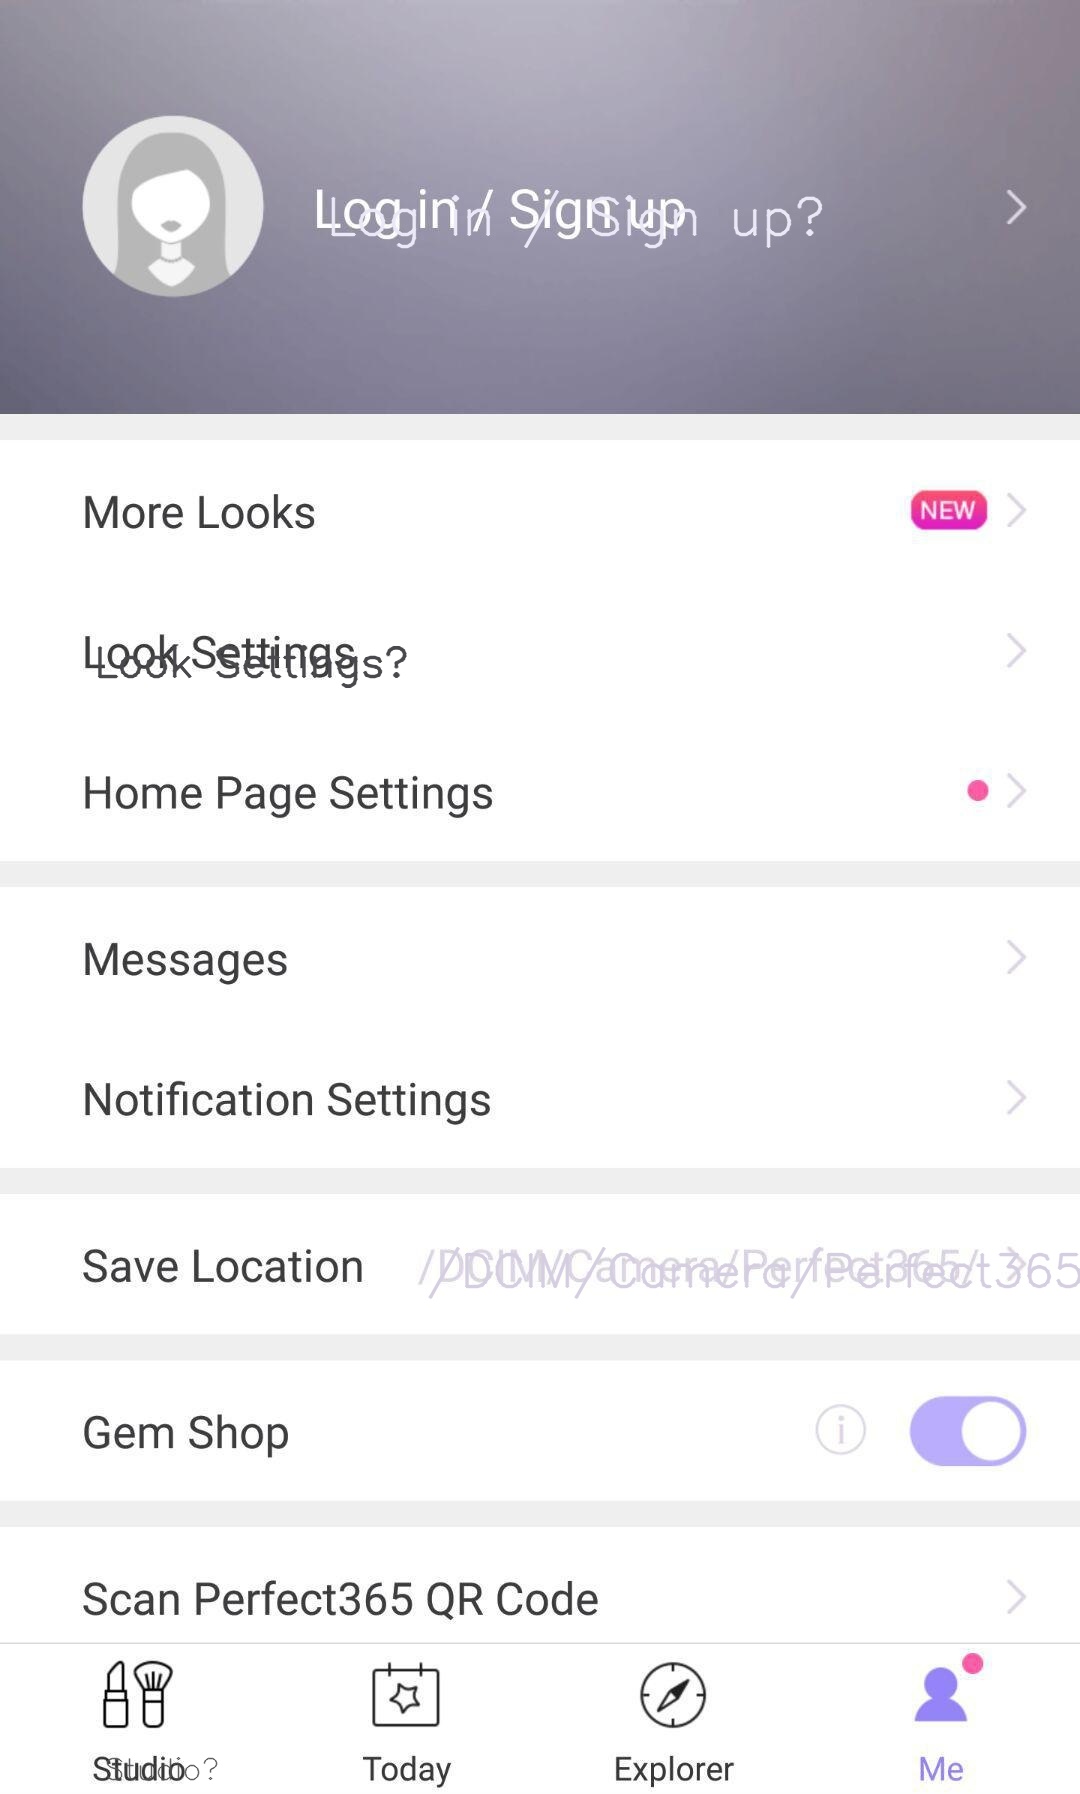 Log in / Sign up
Log in / Sign up?
More Looks
NEW
Look Settings
Look Settings?
Home Page Settings
Messages
Notification Settings
Save Location
/DCIM/Camera/Perfect365/
/DCIM/Camera/Perfect365
Gem Shop
i
Scan Perfect365 QR Code
Studio
Studio?
Today
Explorer
Me